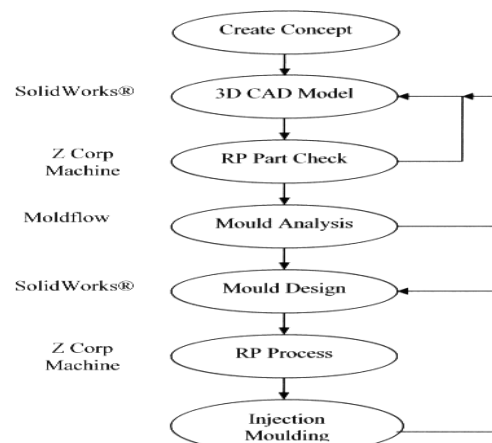 Create Concept
SolidWorks®
3D CAD Model
Z Corp
Machine
RP Part Check
Moldflow
Mould Analysis
SolidWorks®
Mould Design
Z Corp
Machine
RP Process
Injection
Moulding